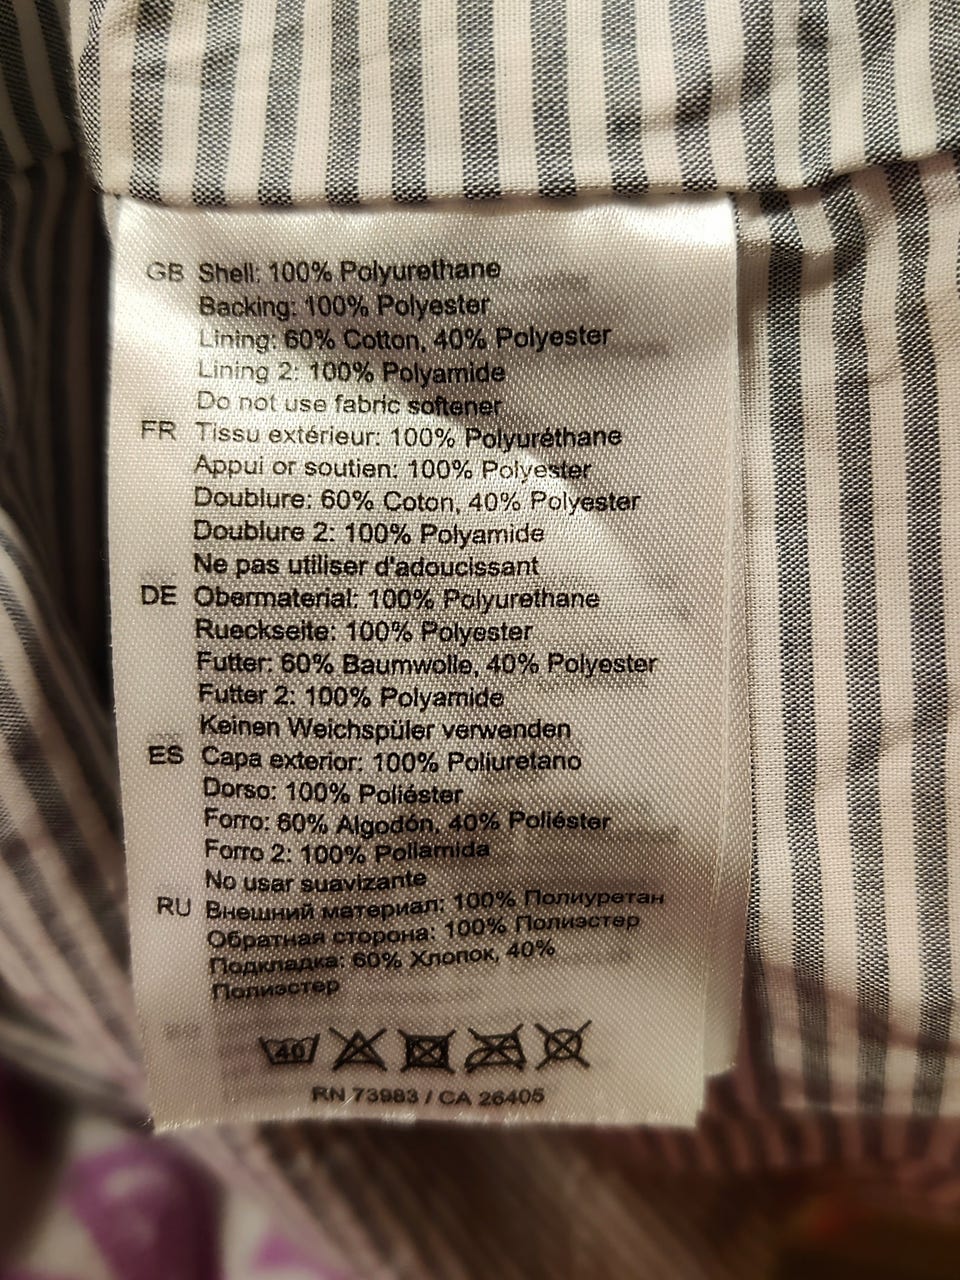 GB Shell: 100% Polyurethane
Backing: 100% Polyester
Lining: 60% Cotton, 40% Polyester
Lining 2: 100% Polyamide
Do not use fabric softener
FR Tissu extérieur: 100% Polyuréthane
Appui or soutien: 100% Polyester
Doublure: 60% Coton, 40% Polyester
Doublure 2: 100% Polyamide
Ne pas utiliser d'adoucissant
DE Obermaterial: 100% Polyurethane
Rueckseite: 100% Polyester
Futter: 60% Baumwolle, 40% Polyester
Futter 2: 100% Polyamide
Keinen Weichspüler verwenden
ES Capa exterior: 100% Poliuretano
Dorso: 100% Poliéster
Forro: 60% Algodón, 40% Poliéster
Forro 2: 100% Poliamida
No usar suavizante
RU Внешний материал: 100% Полиуретан
Обратная сторона: 100% Полиэстер
Подкладка: 60% Хлопок, 40%
Полиэстер
40
RN 73983 / CA 26405